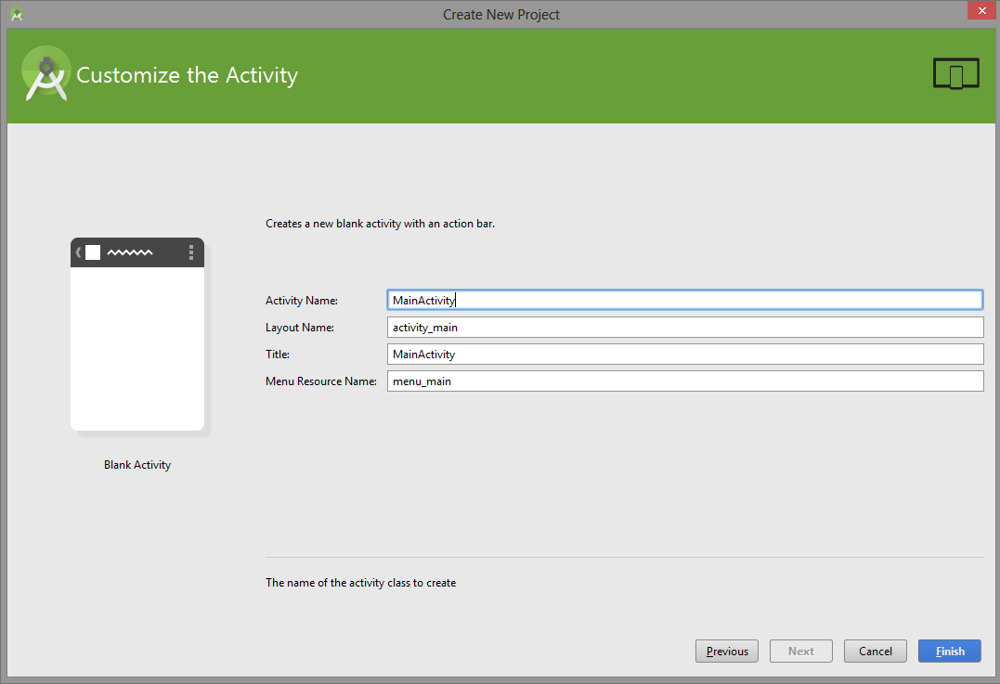 Create New Project
Customize the Activity
Creates a new blank activity with an action bar.
Activity Name: MainActivity
Layout Name: activity_main
Title: MainActivity
Menu Resource Name: menu_main
Blank Activity
The name of the activity class to create
Previous Next Cancel Finish